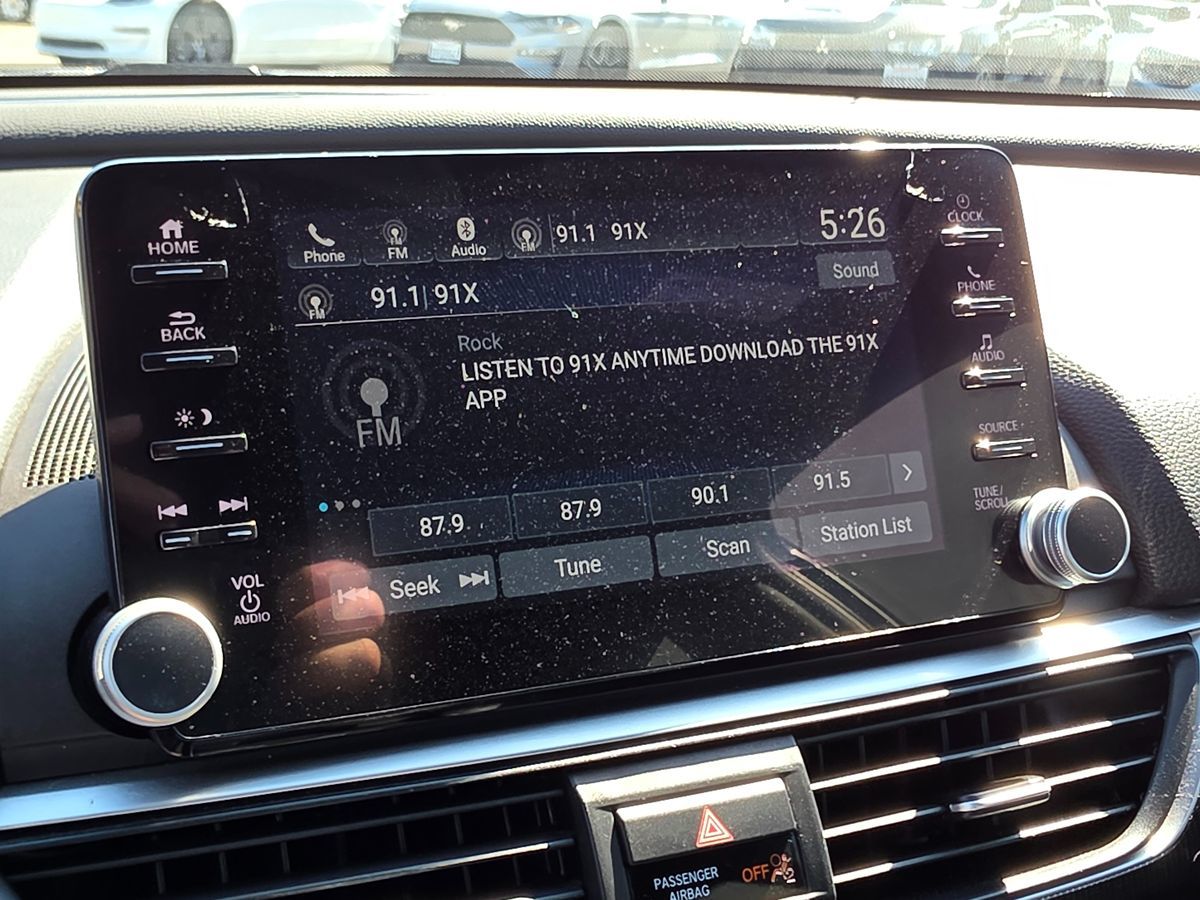 HOME
BACK
VOL
AUDIO
Phone
FM
FM
Audio
FM
91.1 91X
5:26
Sound
FM
91.1 91X
Rock
LISTEN TO 91X ANYTIME DOWNLOAD THE 91X
APP
FM
87.9
87.9
90.1
91.5
Seek
Tune
Scan
Station List
CLOCK
PHONE
AUDIO
SOURCE
TUNE/
SCROLL
PASSENGER
AIRBAG
OFF